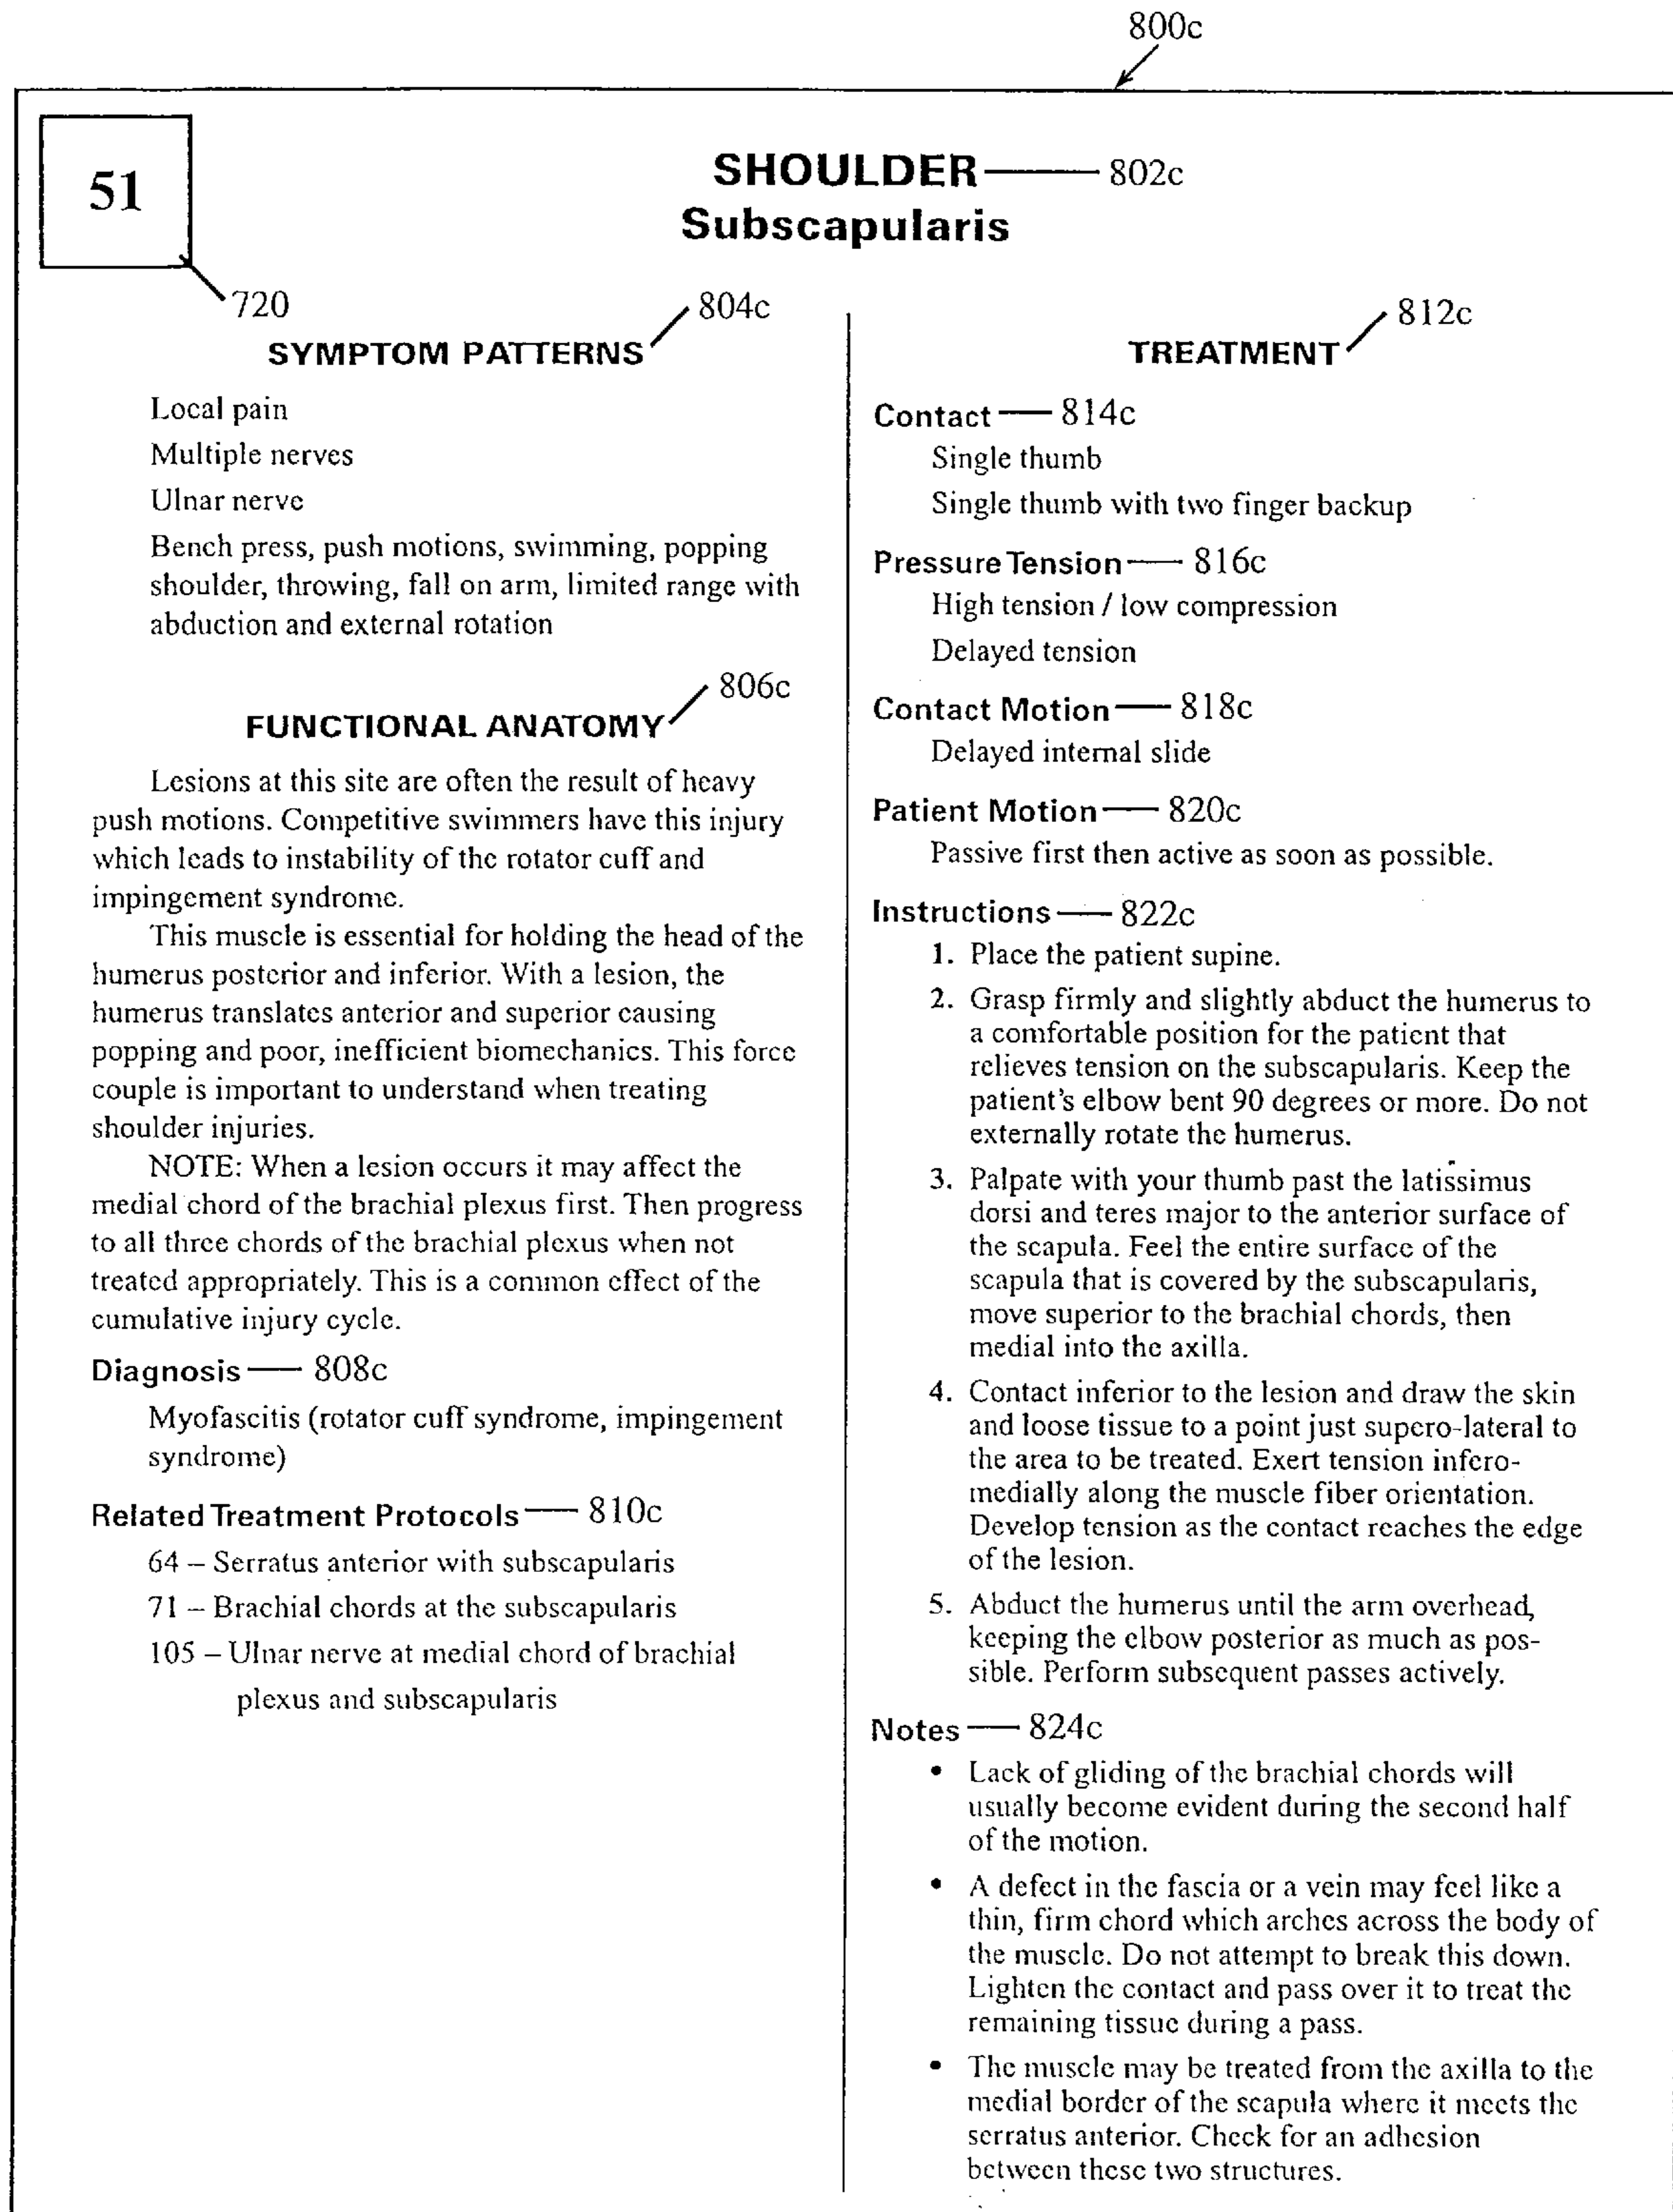 800c
51
SHOULDER 802c
Subscapularis
720
804c
SYMPTOM PATTERNS
Local pain
Multiple nerves
Ulnar nerve
Bench press, push motions, swimming, popping
shoulder, throwing, fall on arm, limited range with
abduction and external rotation
806c
FUNCTIONAL ANATOMY
Lesions at this site are often the result of heavy
push motions. Competitive swimmers have this injury
which leads to instability of the rotator cuff and
impingement syndrome.
This muscle is essential for holding the head of the
humerus posterior and inferior. With a lesion, the
humerus translates anterior and superior causing
popping and poor, inefficient biomechanics. This force
couple is important to understand when treating
shoulder injuries.
NOTE: When a lesion occurs it may affect the
medial chord of the brachial plexus first. Then progress
to all three chords of the brachial plexus when not
treated appropriately. This is a common effect of the
cumulative injury cycle.
Diagnosis 808c
Myofascitis (rotator cuff syndrome, impingement
syndrome)
Related Treatment Protocols 810c
64 – Serratus anterior with subscapularis
71 – Brachial chords at the subscapularis
105 – Ulnar nerve at medial chord of brachial
plexus and subscapularis
812c
TREATMENT
Contact 814c
Single thumb
Single thumb with two finger backup
Pressure Tension 816c
High tension / low compression
Delayed tension
Contact Motion 818c
Delayed internal slide
Patient Motion 820c
Passive first then active as soon as possible.
Instructions 822c
1. Place the patient supine.
2. Grasp firmly and slightly abduct the humerus to
a comfortable position for the patient that
relieves tension on the subscapularis. Keep the
patient's elbow bent 90 degrees or more. Do not
externally rotate the humerus.
3. Palpate with your thumb past the latissimus
dorsi and teres major to the anterior surface of
the scapula. Feel the entire surface of the
scapula that is covered by the subscapularis,
move superior to the brachial chords, then
medial into the axilla.
4. Contact inferior to the lesion and draw the skin
and loose tissue to a point just supero-lateral to
the area to be treated. Exert tension infero-
medially along the muscle fiber orientation.
Develop tension as the contact reaches the edge
of the lesion.
5. Abduct the humerus until the arm overhead,
keeping the elbow posterior as much as pos-
sible. Perform subsequent passes actively.
Notes 824c
• Lack of gliding of the brachial chords will
usually become evident during the second half
of the motion.
• A defect in the fascia or a vein may feel like a
thin, firm chord which arches across the body of
the muscle. Do not attempt to break this down.
Lighten the contact and pass over it to treat the
remaining tissue during a pass.
• The muscle may be treated from the axilla to the
medial border of the scapula where it meets the
serratus anterior. Check for an adhesion
between these two structures.